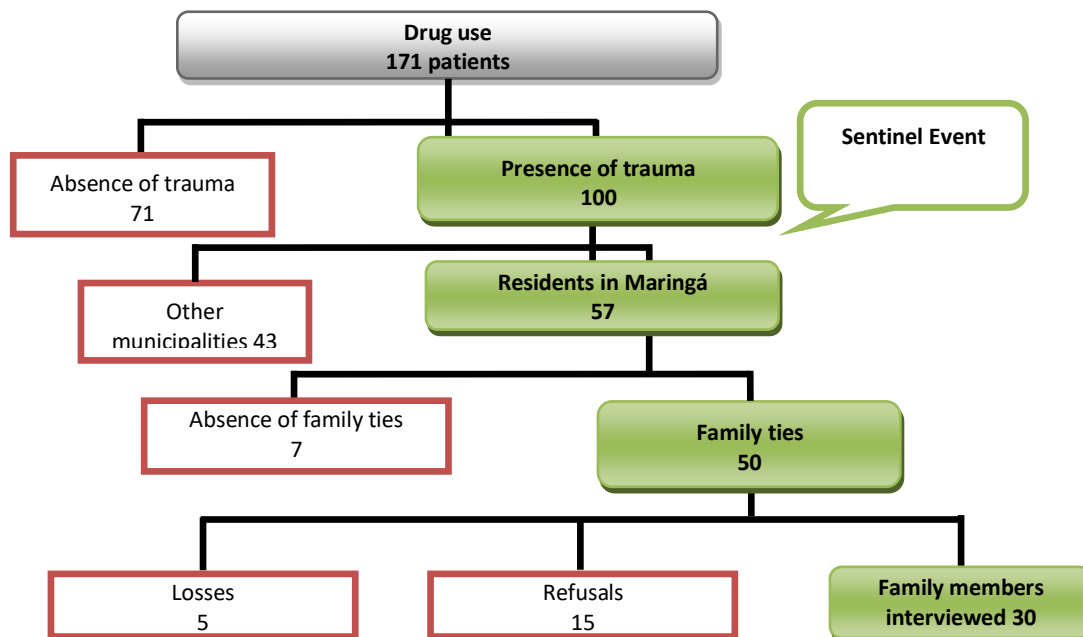 Drug use
171 patients
Sentinel Event
Absence of trauma
71
Presence of trauma
100
Other
municipalities 43
Residents in Maringá
57
Absence of family ties
7
Family ties
50
Losses
5
Refusals
15
Family members
interviewed 30